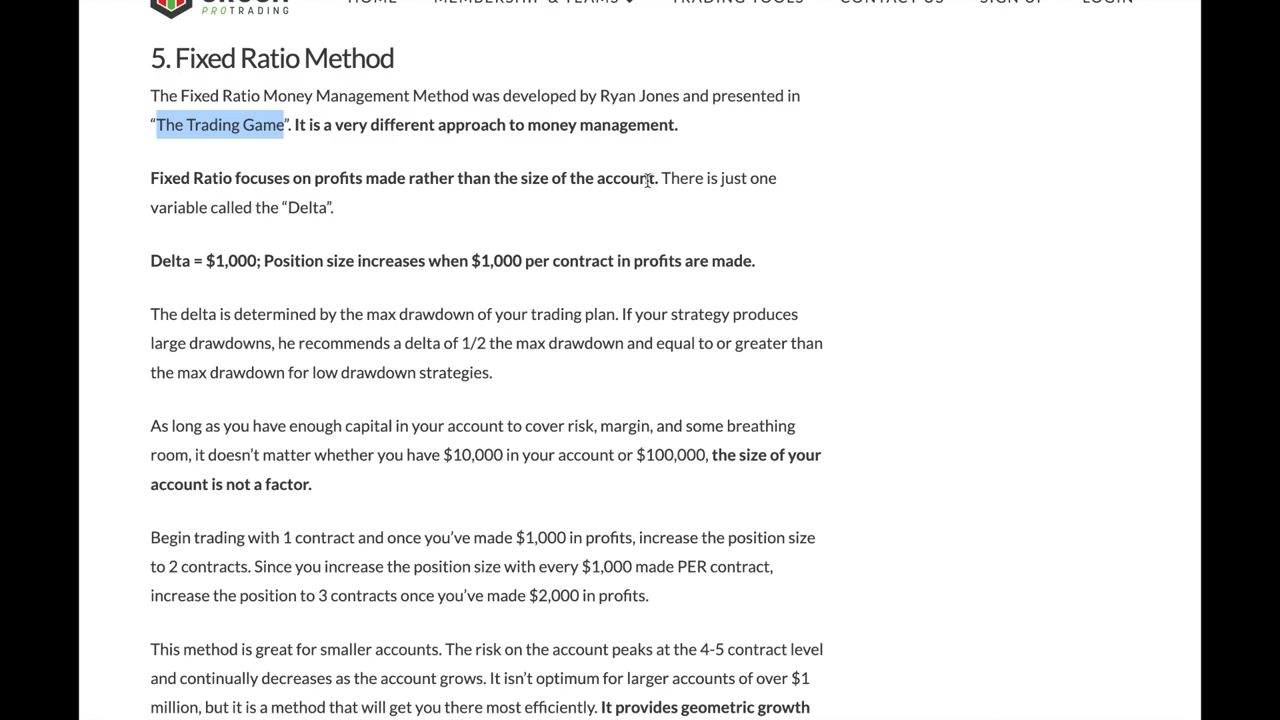 PROTRADING
HOME MEMBERSHIP & TEAMS TRADING TOOLS CONTACT US SIGN UP LOGIN
5. Fixed Ratio Method
The Fixed Ratio Money Management Method was developed by Ryan Jones and presented in
“The Trading Game”. It is a very different approach to money management.
Fixed Ratio focuses on profits made rather than the size of the account. There is just one
variable called the “Delta”.
Delta = $1,000; Position size increases when $1,000 per contract in profits are made.
The delta is determined by the max drawdown of your trading plan. If your strategy produces
large drawdowns, he recommends a delta of 1/2 the max drawdown and equal to or greater than
the max drawdown for low drawdown strategies.
As long as you have enough capital in your account to cover risk, margin, and some breathing
room, it doesn’t matter whether you have $10,000 in your account or $100,000, the size of your
account is not a factor.
Begin trading with 1 contract and once you’ve made $1,000 in profits, increase the position size
to 2 contracts. Since you increase the position size with every $1,000 made PER contract,
increase the position to 3 contracts once you’ve made $2,000 in profits.
This method is great for smaller accounts. The risk on the account peaks at the 4-5 contract level
and continually decreases as the account grows. It isn’t optimum for larger accounts of over $1
million, but it is a method that will get you there most efficiently. It provides geometric growth